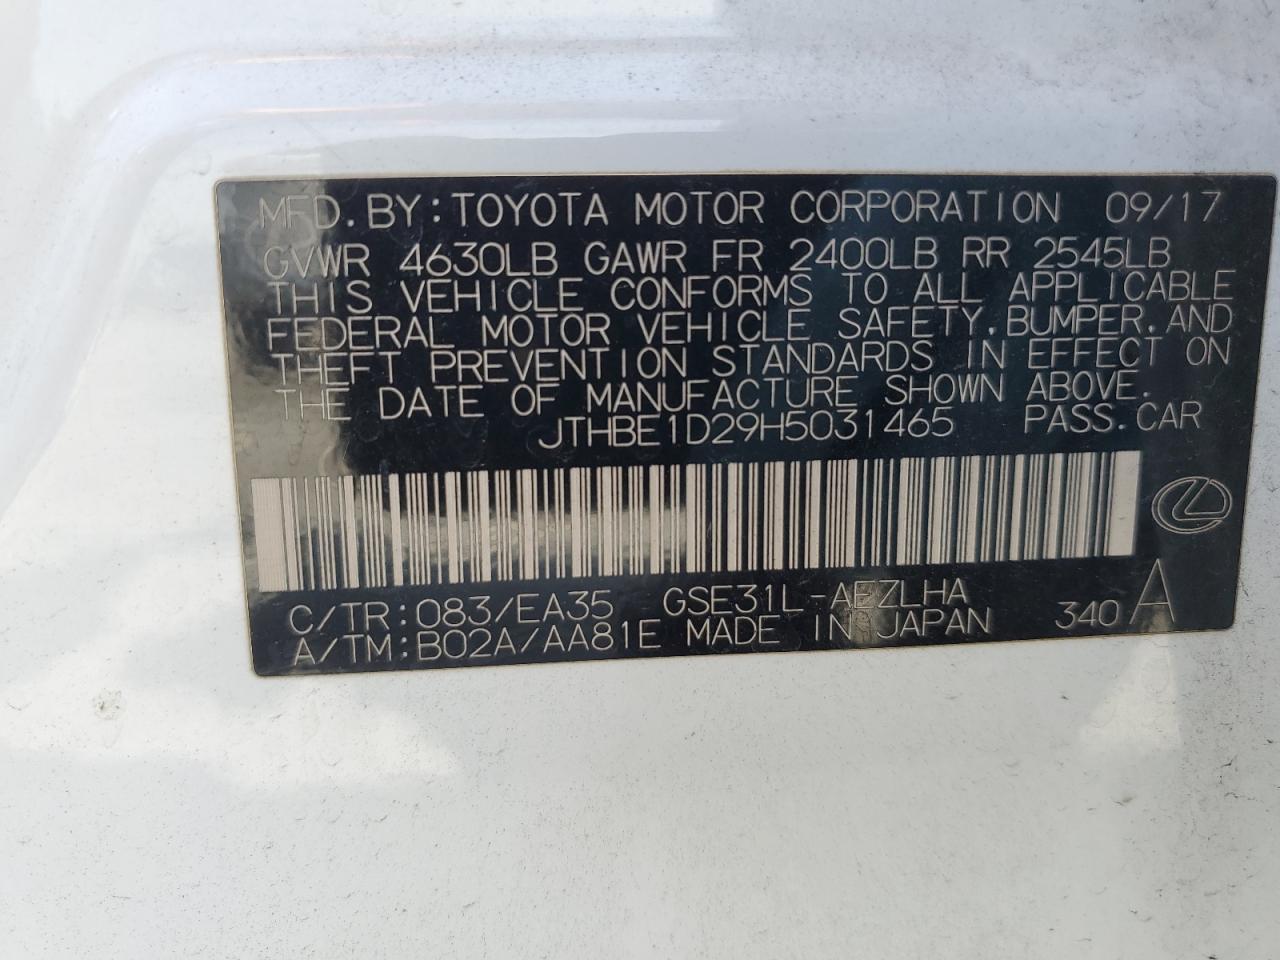 MFD. BY: TOYOTA MOTOR CORPORATION 09/17
GVWR 4630LB GAWR FR 2400LB RR 2545LB
THIS VEHICLE CONFORMS TO ALL APPLICABLE
FEDERAL MOTOR VEHICLE SAFETY, BUMPER, AND
THEFT PREVENTION STANDARDS IN EFFECT ON
THE DATE OF MANUFACTURE SHOWN ABOVE.
JTHBE1D29H5031465 PASS. CAR
C/TR: 083/EA35 GSE31L-AEZLHA
A/TM: B02A/AA81E MADE IN JAPAN 340 A